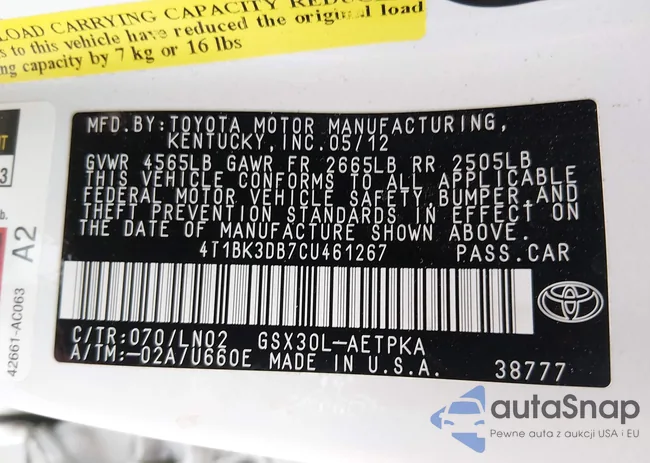 LOAD CARRYING CAPACITY REDUCED
s to this vehicle have reduced the original load
ng capacity by 7 kg or 16 lbs
MFD.BY:TOYOTA MOTOR MANUFACTURING,
KENTUCKY,INC.05/12
GVWR 4565LB GAWR FR 2665LB RR 2505LB
THIS VEHICLE CONFORMS TO ALL APPLICABLE
FEDERAL MOTOR VEHICLE SAFETY,BUMPER,AND
THEFT PREVENTION STANDARDS IN EFFECT ON
THE DATE OF MANUFACTURE SHOWN ABOVE.
4T1BK3DB7CU461267 PASS.CAR
C/TR:070/LN02 GSX30L-AETPKA
A/TM:-02A/U660E MADE IN U.S.A. 38777
3
b.
A2
42661-AC063
autaSnap
Pewne auta z aukcji USA i EU